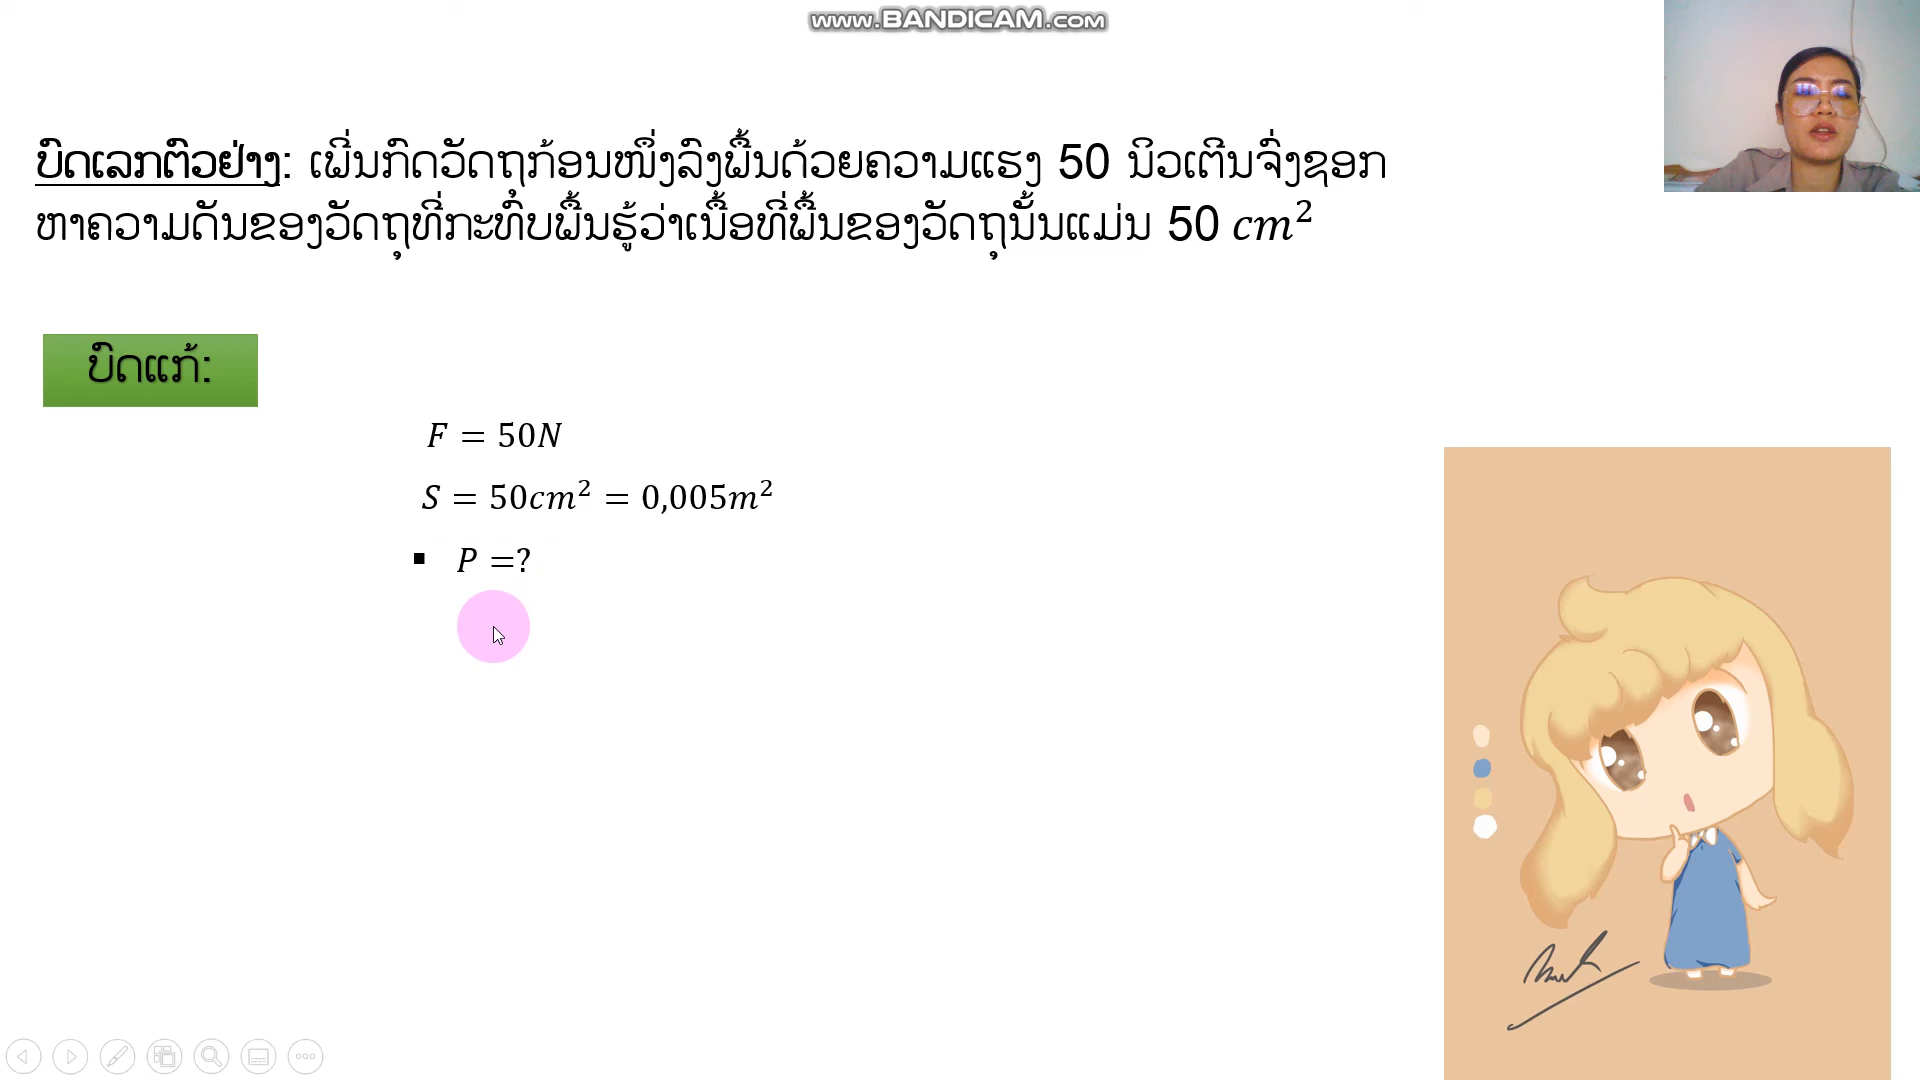 www.BANDICAM.com
ບົດເລກຕົວຢ່າງ: ເພີ່ນກົດວັດຖຸກ້ອນໜຶ່ງລົງພື້ນດ້ວຍຄວາມແຮງ 50 ນິວເຕີນຈົ່ງຊອກ
ຫາຄວາມດັນຂອງວັດຖຸທີ່ກະທົບພື້ນຮູ້ວ່າເນື້ອທີ່ພື້ນຂອງວັດຖຸນັ້ນແມ່ນ 50 cm²
ບົດແກ້:
F = 50N
S = 50cm² = 0,005m²
▪ P =?